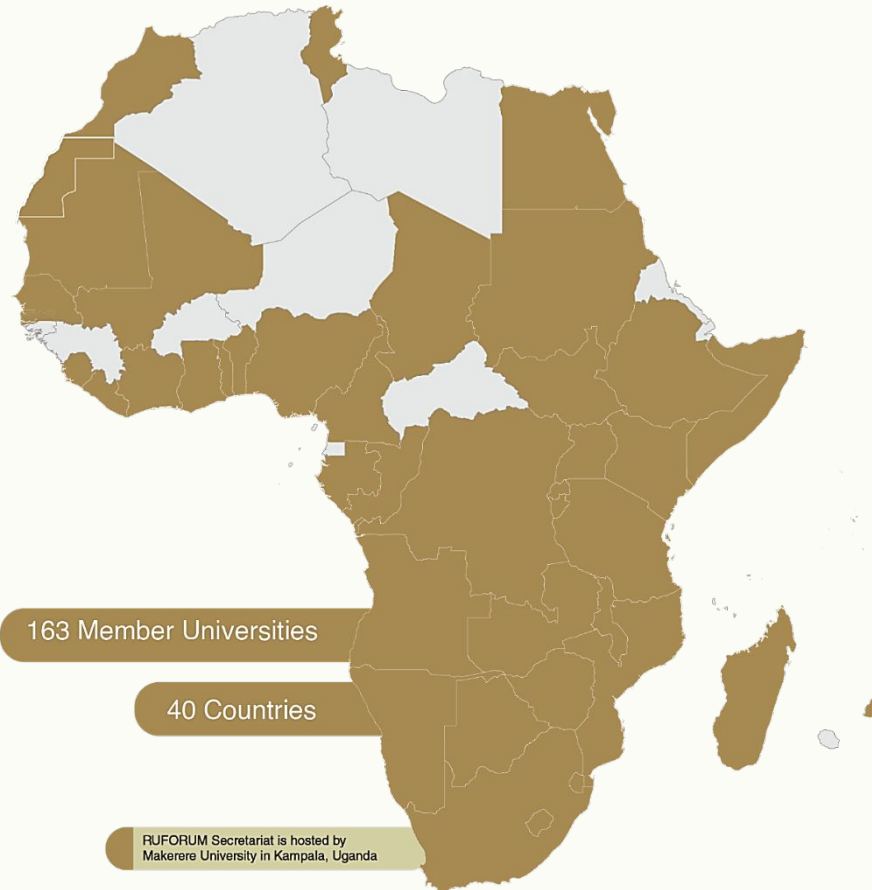 163 Member Universities
40 Countries
RUFORUM Secretariat is hosted by
Makerere University in Kampala, Uganda